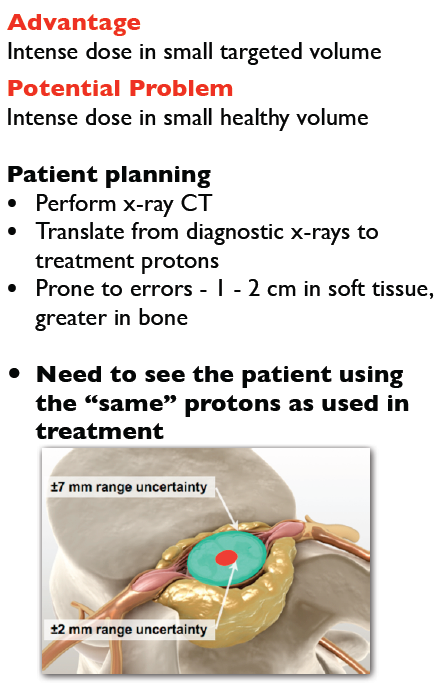 Advantage
Intense dose in small targeted volume
Potential Problem
Intense dose in small healthy volume
Patient planning
• Perform x-ray CT
• Translate from diagnostic x-rays to
treatment protons
• Prone to errors - 1 - 2 cm in soft tissue,
greater in bone
• Need to see the patient using
the “same” protons as used in
treatment
±7 mm range uncertainty
±2 mm range uncertainty